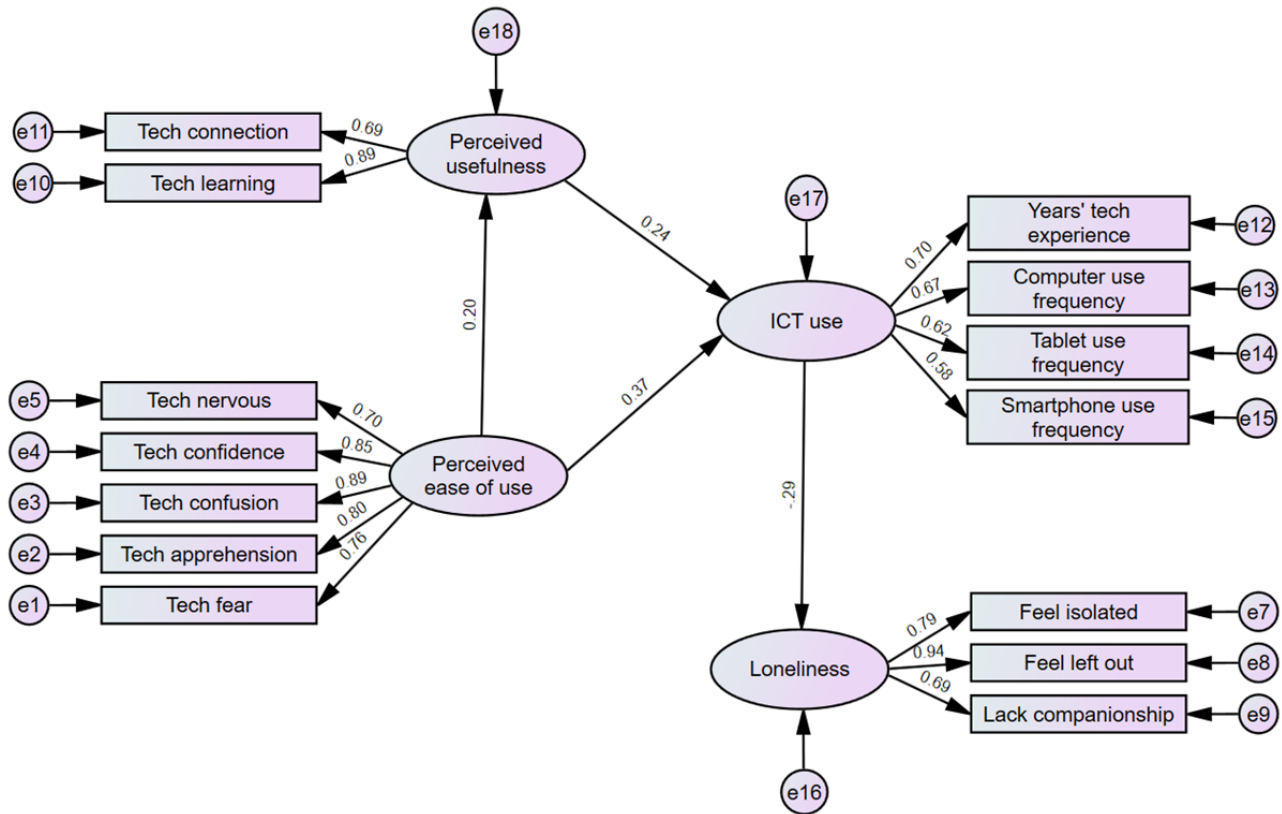 e18
e11
Tech connection
0.69
Perceived
usefulness
e10
Tech learning
0.89
e17
0.24
Years' tech
experience
e12
0.70
Computer use
frequency
e13
0.67
ICT use
Tablet use
frequency
e14
0.62
Smartphone use
frequency
e15
0.58
0.20
0.37
e5
Tech nervous
0.70
e4
Tech confidence
0.85
Perceived
ease of use
e3
Tech confusion
0.89
e2
Tech apprehension
0.80
e1
Tech fear
0.76
-.29
Feel isolated
e7
0.79
Loneliness
Feel left out
e8
0.94
Lack companionship
e9
0.69
e16